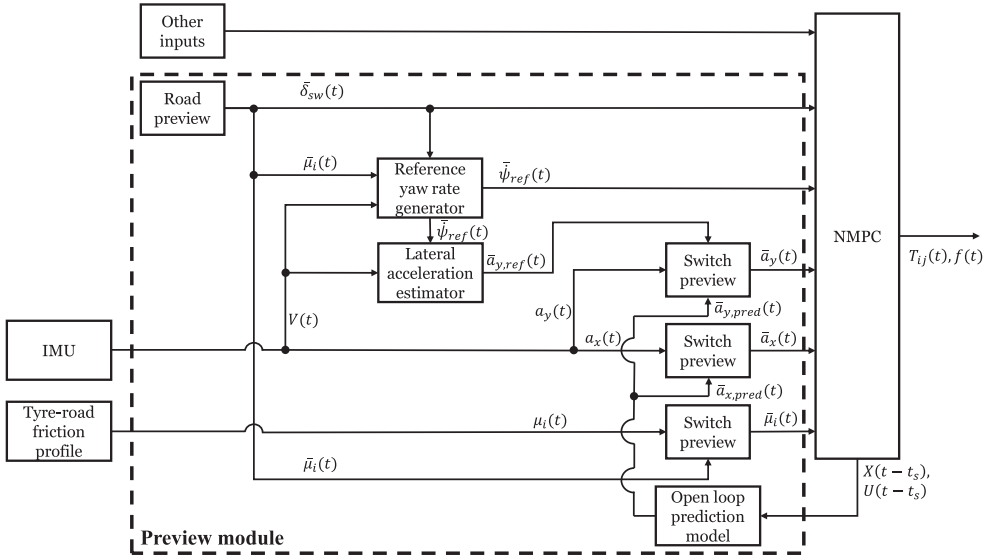 Other
inputs
Road
preview
δ̄_sw(t)
μ̄_i(t)
Reference
yaw rate
generator
ψ̄̇_ref(t)
ψ̄̇_ref(t)
Lateral
acceleration
estimator
ā_y,ref(t)
Switch
preview
ā_y(t)
NMPC
T_ij(t), f(t)
V(t)
a_y(t)
ā_y,pred(t)
IMU
a_x(t)
Switch
preview
ā_x(t)
ā_x,pred(t)
Tyre-road
friction
profile
μ_i(t)
Switch
preview
μ̄_i(t)
μ̄_i(t)
X(t − t_s),
U(t − t_s)
Open loop
prediction
model
Preview module